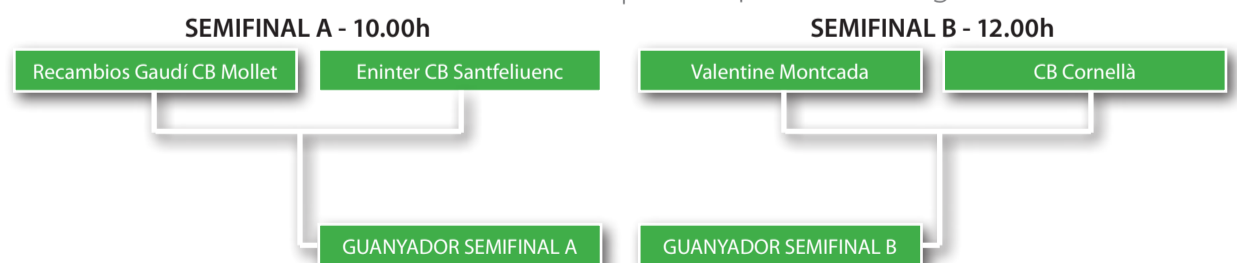 SEMIFINAL A - 10.00h
SEMIFINAL B - 12.00h
Recambios Gaudí CB Mollet
Eninter CB Santfeliuenc
Valentine Montcada
CB Cornellà
GUANYADOR SEMIFINAL A
GUANYADOR SEMIFINAL B